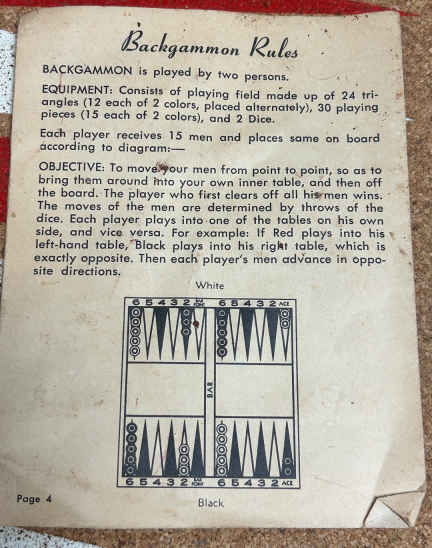 Backgammon Rules
BACKGAMMON is played by two persons.
EQUIPMENT: Consists of playing field made up of 24 tri-
angles (12 each of 2 colors, placed alternately), 30 playing
pieces (15 each of 2 colors), and 2 Dice.
Each player receives 15 men and places same on board
according to diagram:—
OBJECTIVE: To move your men from point to point, so as to
bring them around into your own inner table, and then off
the board. The player who first clears off all his men wins.
The moves of the men are determined by throws of the
dice. Each player plays into one of the tables on his own
side, and vice versa. For example: If Red plays into his
left-hand table, Black plays into his right table, which is
exactly opposite. Then each player's men advance in oppo-
site directions.
White
6 5 4 3 2 6 5 4 3 2 ACE
BAR
6 5 4 3 2 6 5 4 3 2 ACE
Page 4
Black